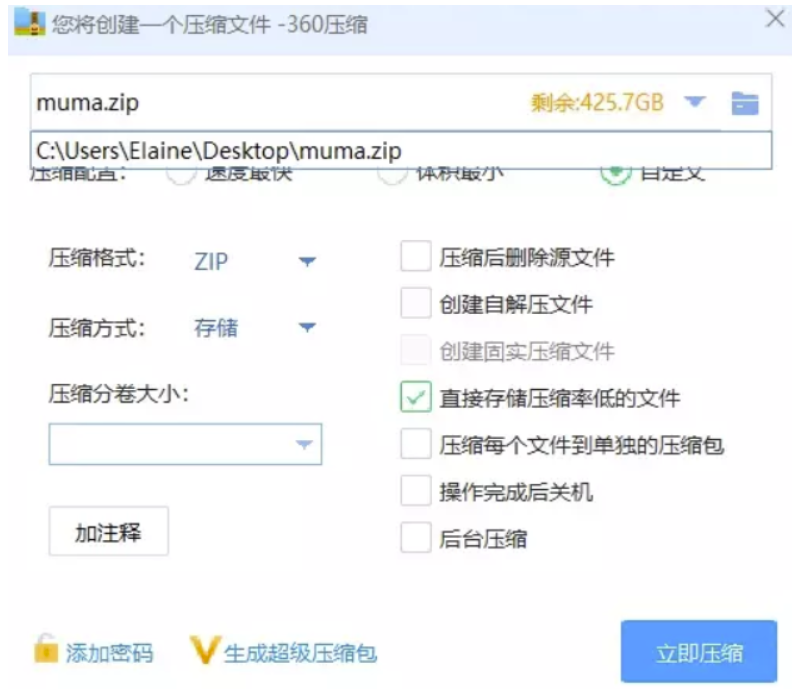 您将创建一个压缩文件 -360压缩
muma.zip 剩余:425.7GB
C:\Users\Elaine\Desktop\muma.zip
压缩配置: 速度最快 体积最小 自定义
压缩格式: ZIP
压缩方式: 存储
压缩分卷大小:
加注释
压缩后删除源文件
创建自解压文件
创建固实压缩文件
直接存储压缩率低的文件
压缩每个文件到单独的压缩包
操作完成后关机
后台压缩
添加密码 生成超级压缩包 立即压缩